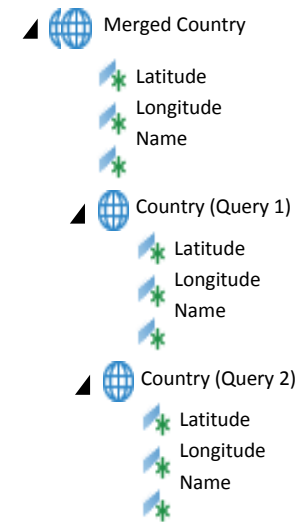 Merged Country
Latitude
Longitude
Name
Country (Query 1)
Latitude
Longitude
Name
Country (Query 2)
Latitude
Longitude
Name